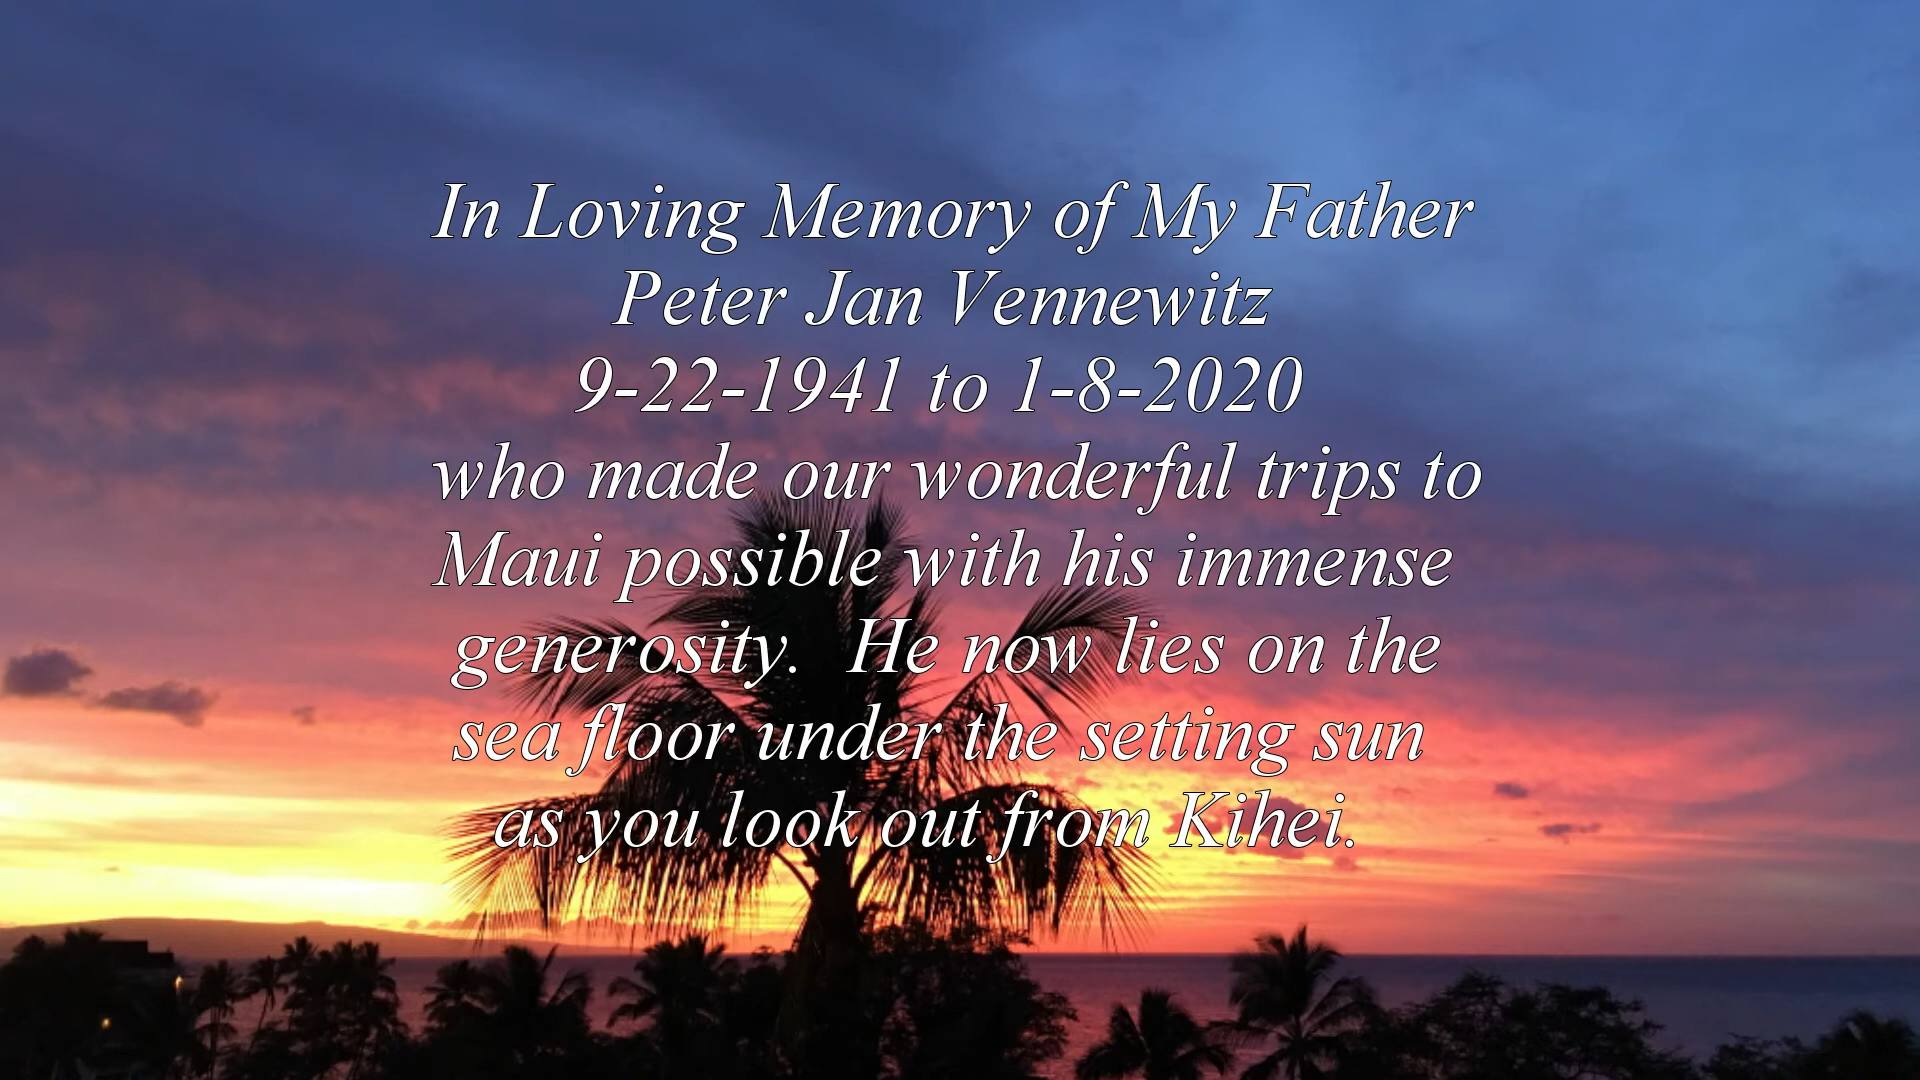 In Loving Memory of My Father
Peter Jan Vennewitz
9-22-1941 to 1-8-2020
who made our wonderful trips to
Maui possible with his immense
generosity.  He now lies on the
sea floor under the setting sun
as you look out from Kihei.